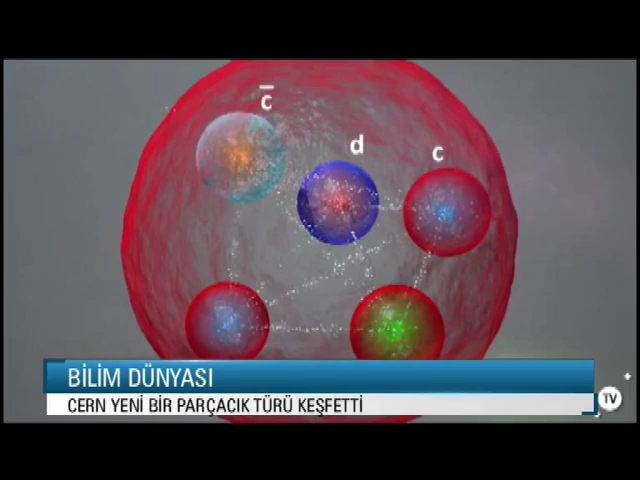 c̅
d
c
BİLİM DÜNYASI
CERN YENİ BİR PARÇACIK TÜRÜ KEŞFETTİ
TV